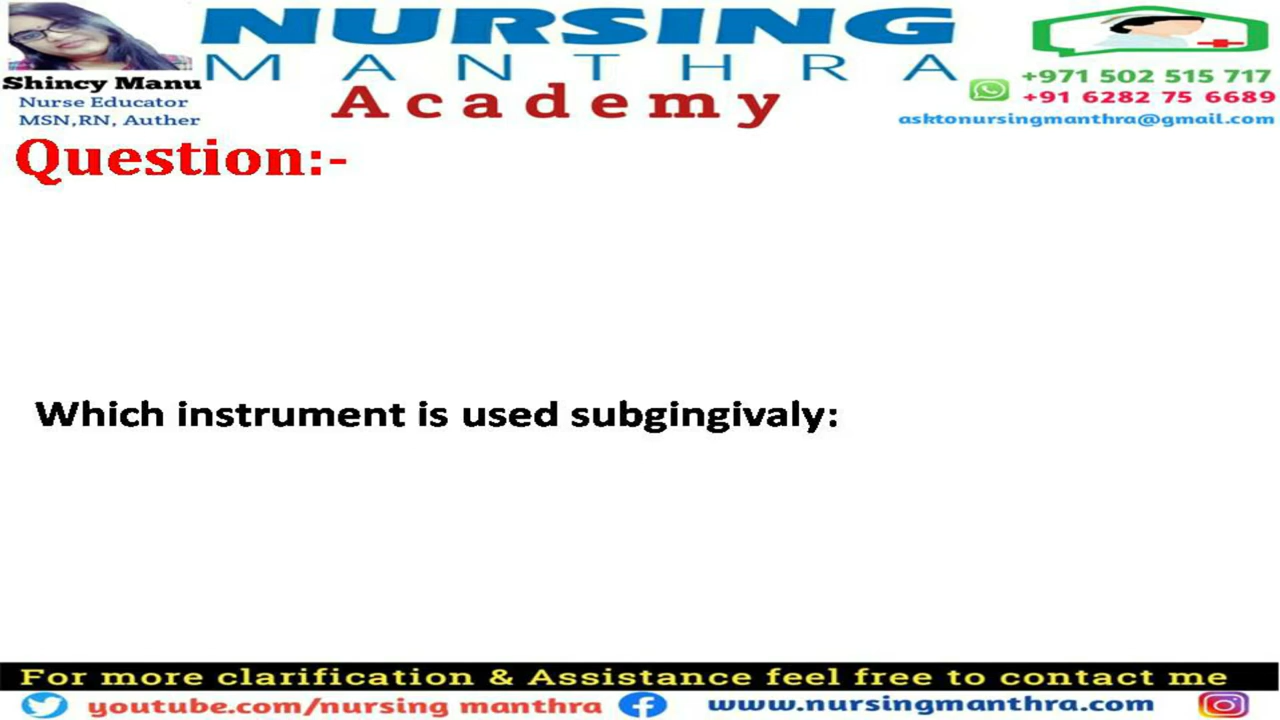 NURSING
MANTHRA
Academy
Shincy Manu
Nurse Educator
MSN,RN, Auther
+971 502 515 717
+91 6282 75 6689
asktonursingmanthra@gmail.com
Question:-
Which instrument is used subgingivaly:
For more clarification & Assistance feel free to contact me
youtube.com/nursing manthra
www.nursingmanthra.com